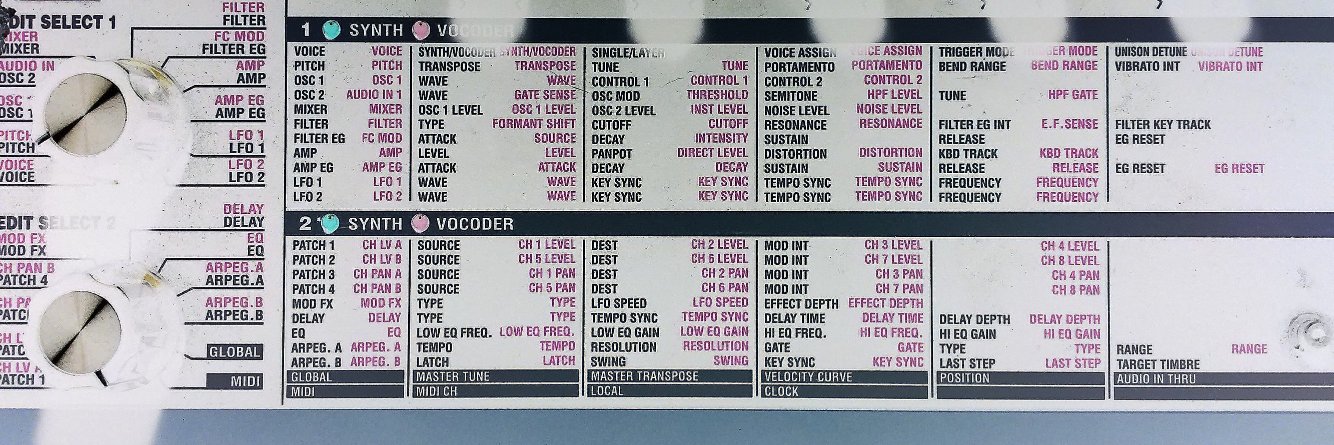 FILTER
EDIT SELECT 1 FILTER
MIXER FC MOD
MIXER FILTER EG
AUDIO IN AMP
OSC 2 AMP
OSC 1 AMP EG
OSC 1 AMP EG
PITCH LFO 1
PITCH LFO 1
VOICE LFO 2
VOICE LFO 2
DELAY
EDIT SELECT 2 DELAY
MOD FX EQ
MOD FX EQ
CH PAN B ARPEG.A
PATCH 4 ARPEG.A
ARPEG.B
ARPEG.B
GLOBAL
PATCH 1 MIDI
1 SYNTH VOCODER
VOICE VOICE SYNTH/VOCODER SYNTH/VOCODER SINGLE/LAYER VOICE ASSIGN VOICE ASSIGN TRIGGER MODE TRIGGER MODE UNISON DETUNE UNISON DETUNE
PITCH PITCH TRANSPOSE TRANSPOSE TUNE TUNE PORTAMENTO PORTAMENTO BEND RANGE BEND RANGE VIBRATO INT VIBRATO INT
OSC 1 OSC 1 WAVE WAVE CONTROL 1 CONTROL 1 CONTROL 2 CONTROL 2
OSC 2 AUDIO IN 1 WAVE GATE SENSE OSC MOD THRESHOLD SEMITONE HPF LEVEL TUNE HPF GATE
MIXER MIXER OSC 1 LEVEL OSC 1 LEVEL OSC 2 LEVEL INST LEVEL NOISE LEVEL NOISE LEVEL
FILTER FILTER TYPE FORMANT SHIFT CUTOFF CUTOFF RESONANCE RESONANCE FILTER EG INT E.F.SENSE FILTER KEY TRACK
FILTER EG FC MOD ATTACK SOURCE DECAY INTENSITY SUSTAIN RELEASE EG RESET
AMP AMP LEVEL LEVEL PANPOT DIRECT LEVEL DISTORTION DISTORTION KBD TRACK KBD TRACK
AMP EG AMP EG ATTACK ATTACK DECAY DECAY SUSTAIN SUSTAIN RELEASE RELEASE EG RESET EG RESET
LFO 1 LFO 1 WAVE WAVE KEY SYNC KEY SYNC TEMPO SYNC TEMPO SYNC FREQUENCY FREQUENCY
LFO 2 LFO 2 WAVE WAVE KEY SYNC KEY SYNC TEMPO SYNC TEMPO SYNC FREQUENCY FREQUENCY
2 SYNTH VOCODER
PATCH 1 CH LV A SOURCE CH 1 LEVEL DEST CH 2 LEVEL MOD INT CH 3 LEVEL CH 4 LEVEL
PATCH 2 CH LV B SOURCE CH 5 LEVEL DEST CH 6 LEVEL MOD INT CH 7 LEVEL CH 8 LEVEL
PATCH 3 CH PAN A SOURCE CH 1 PAN DEST CH 2 PAN MOD INT CH 3 PAN CH 4 PAN
PATCH 4 CH PAN B SOURCE CH 5 PAN DEST CH 6 PAN MOD INT CH 7 PAN CH 8 PAN
MOD FX MOD FX TYPE TYPE LFO SPEED LFO SPEED EFFECT DEPTH EFFECT DEPTH
DELAY DELAY TYPE TYPE TEMPO SYNC TEMPO SYNC DELAY TIME DELAY TIME DELAY DEPTH DELAY DEPTH
EQ EQ LOW EQ FREQ. LOW EQ FREQ. LOW EQ GAIN LOW EQ GAIN HI EQ FREQ. HI EQ FREQ. HI EQ GAIN HI EQ GAIN
ARPEG. A ARPEG. A TEMPO TEMPO RESOLUTION RESOLUTION GATE GATE TYPE TYPE RANGE RANGE
ARPEG. B ARPEG. B LATCH LATCH SWING SWING KEY SYNC KEY SYNC LAST STEP LAST STEP TARGET TIMBRE
GLOBAL MASTER TUNE MASTER TRANSPOSE VELOCITY CURVE POSITION AUDIO IN THRU
MIDI MIDI CH LOCAL CLOCK